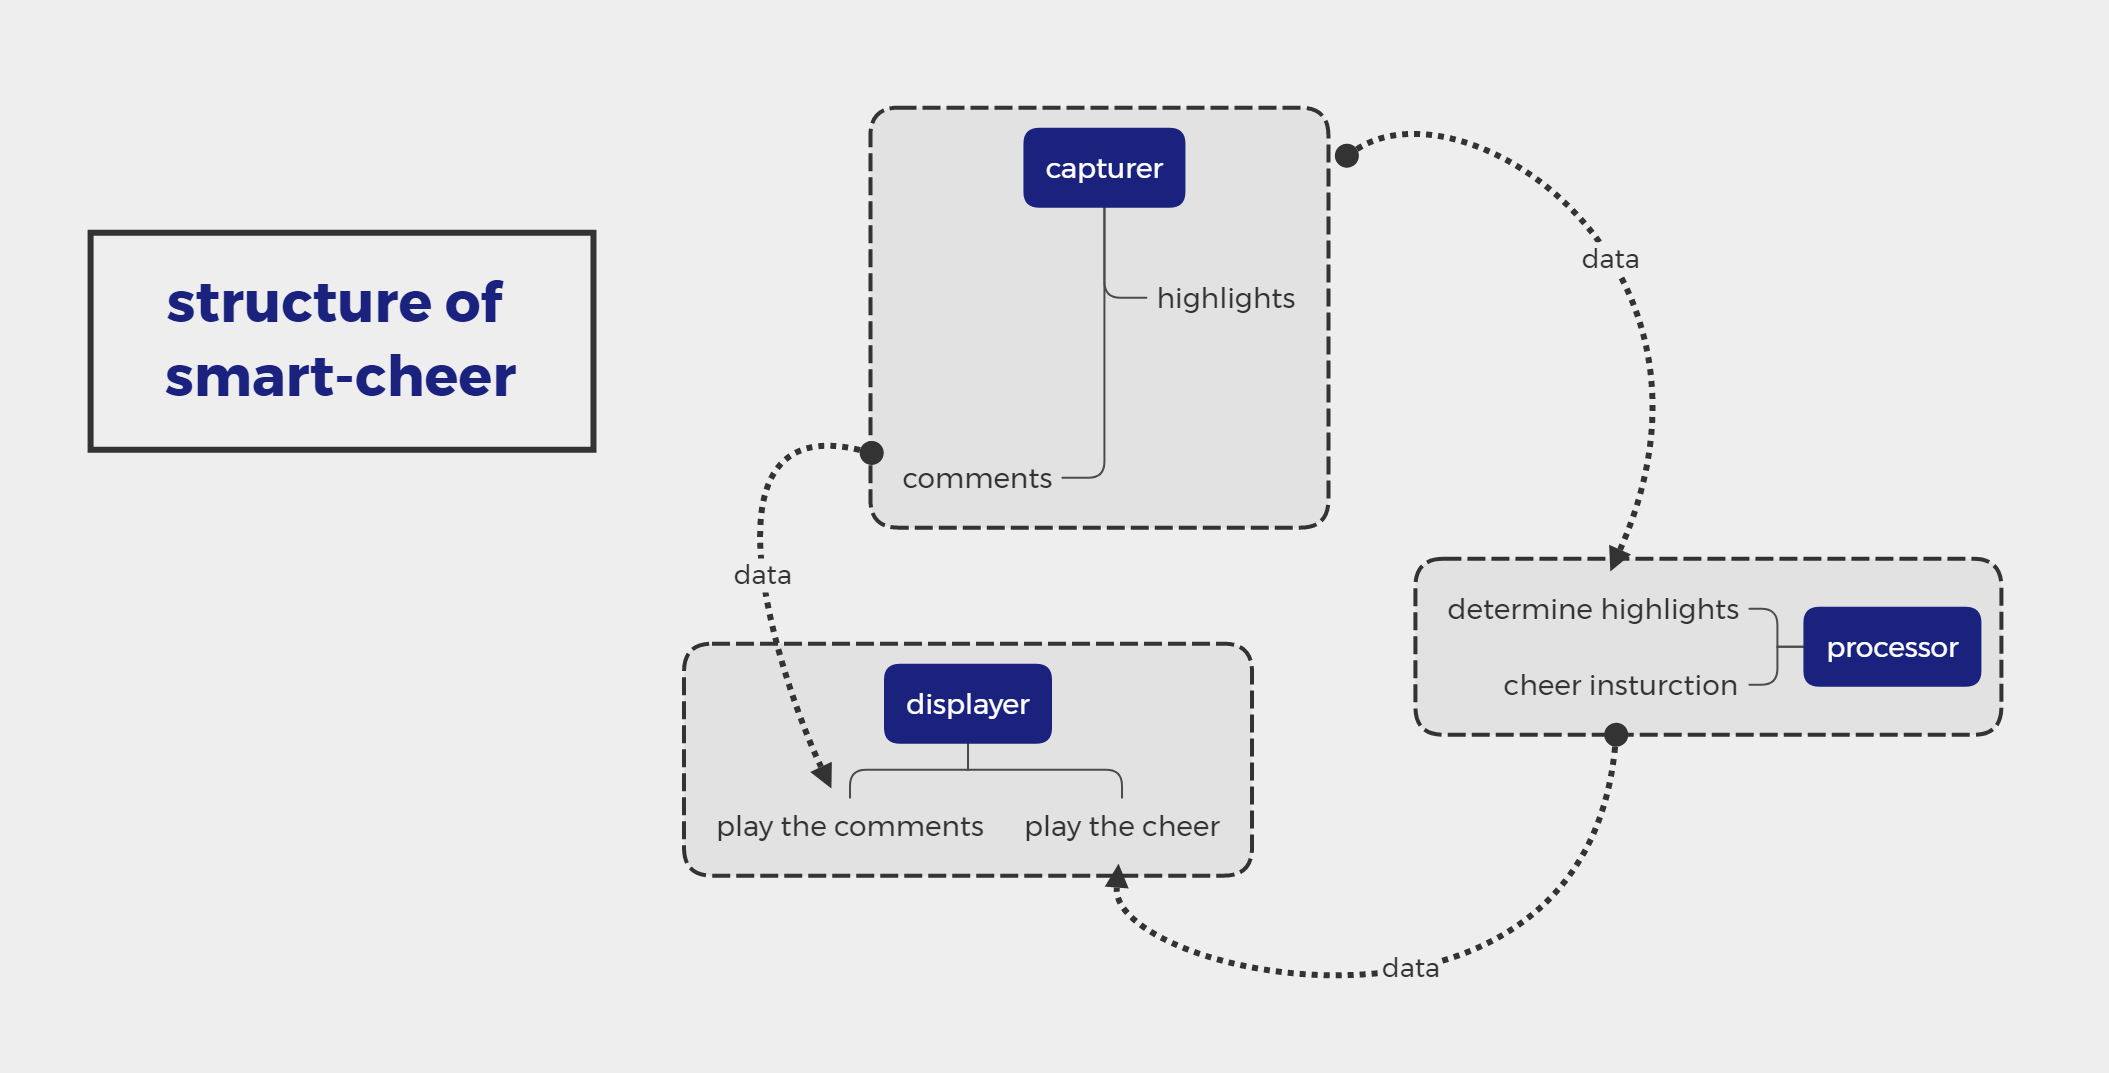 structure of
smart-cheer
capturer
highlights
comments
data
data
determine highlights
cheer insturction
processor
displayer
play the comments
play the cheer
data